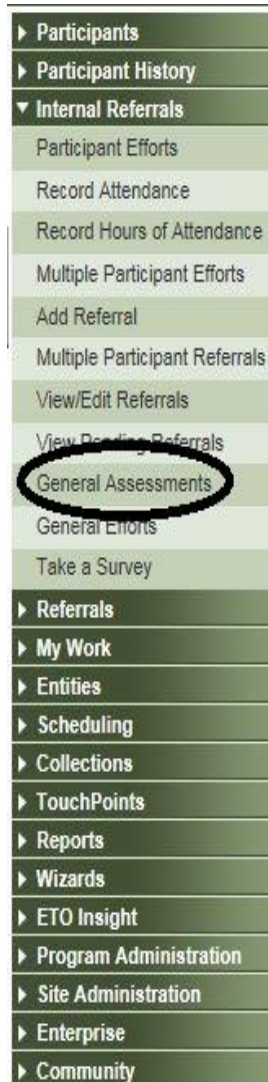 Participants
Participant History
Internal Referrals
Participant Efforts
Record Attendance
Record Hours of Attendance
Multiple Participant Efforts
Add Referral
Multiple Participant Referrals
View/Edit Referrals
View Pending Referrals
General Assessments
General Efforts
Take a Survey
Referrals
My Work
Entities
Scheduling
Collections
TouchPoints
Reports
Wizards
ETO Insight
Program Administration
Site Administration
Enterprise
Community